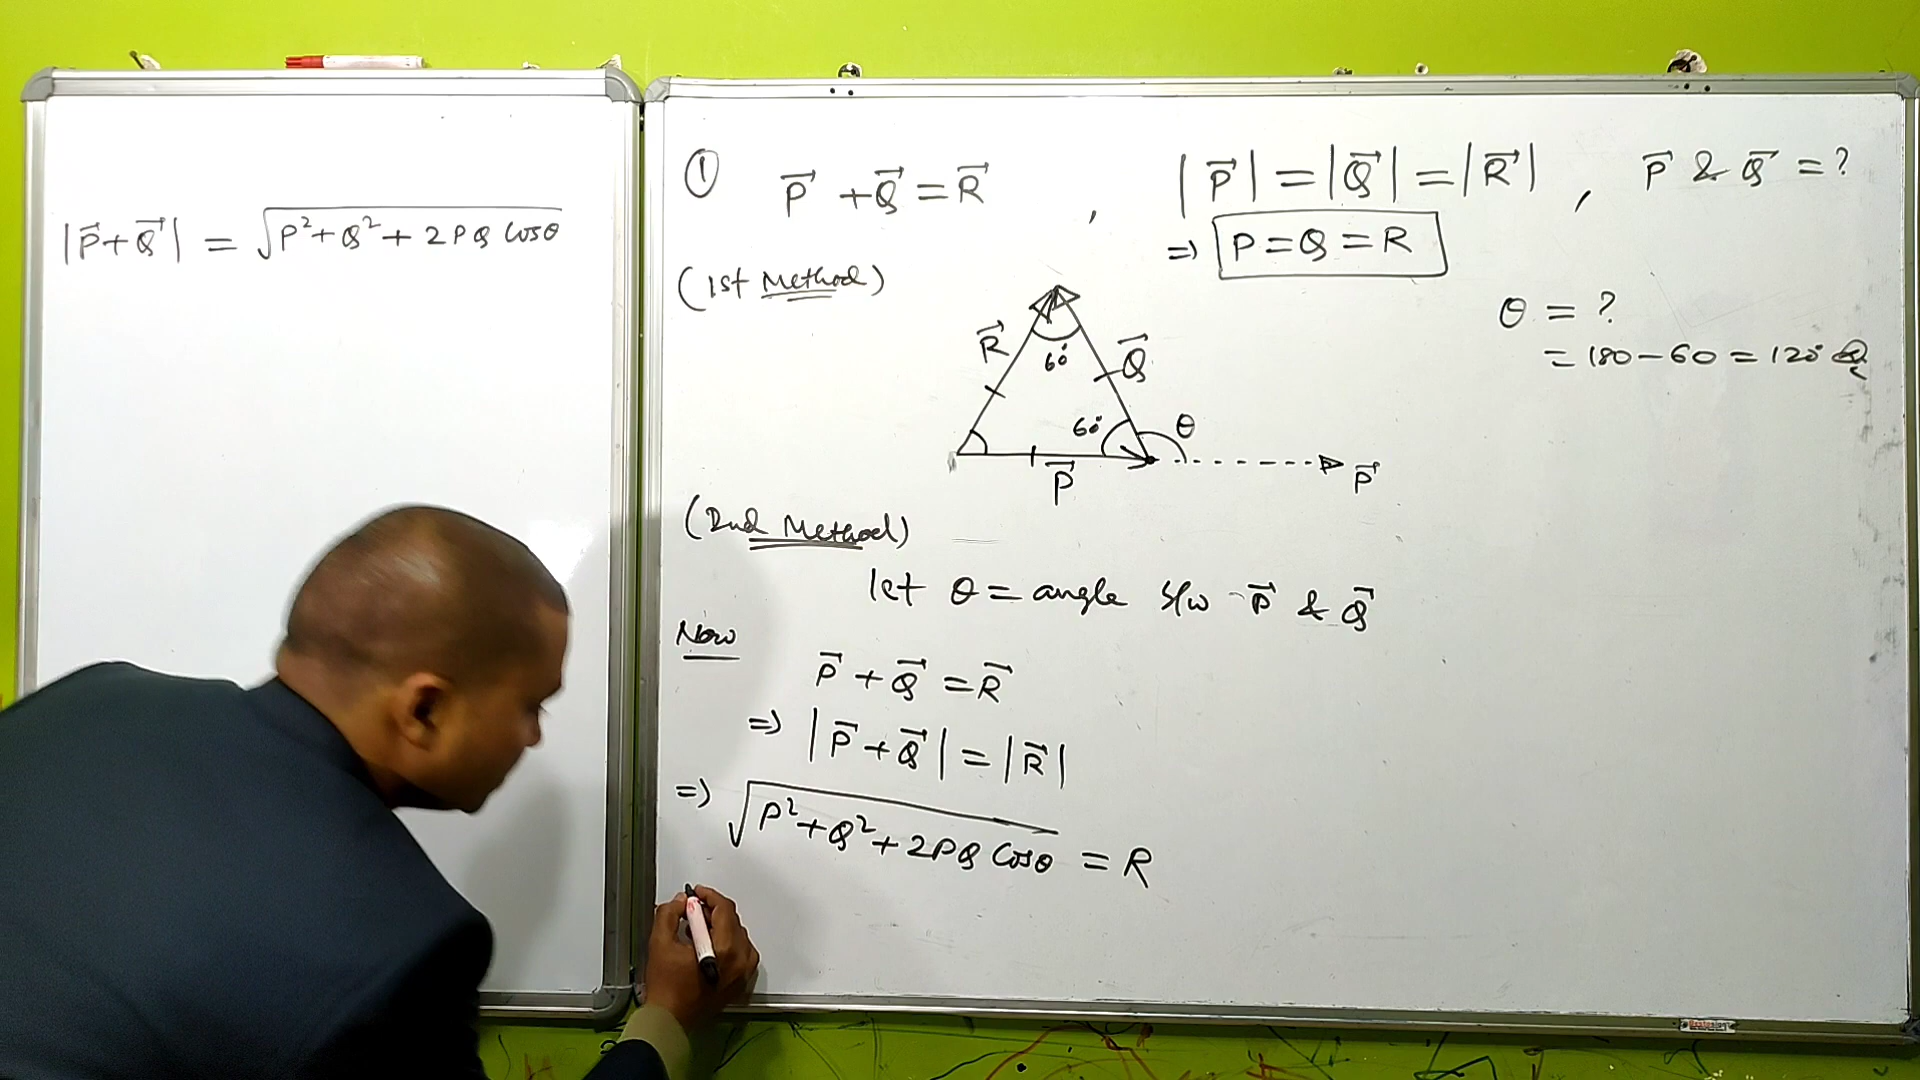 |P⃗+Q⃗| = √P²+Q²+2PQ Cosθ
① P⃗ + Q⃗ = R⃗ , |P⃗| = |Q⃗| = |R⃗| , P⃗ & Q⃗ = ?
⇒ P = Q = R
(1st Method)
θ = ?
= 180 - 60 = 120°
R⃗
60°
Q⃗
60°
θ
P⃗
P⃗
(2nd Method)
let θ = angle b/w P⃗ & Q⃗
Now
P⃗ + Q⃗ = R⃗
⇒ |P⃗ + Q⃗| = |R⃗|
⇒ √P²+Q²+2PQ Cosθ = R